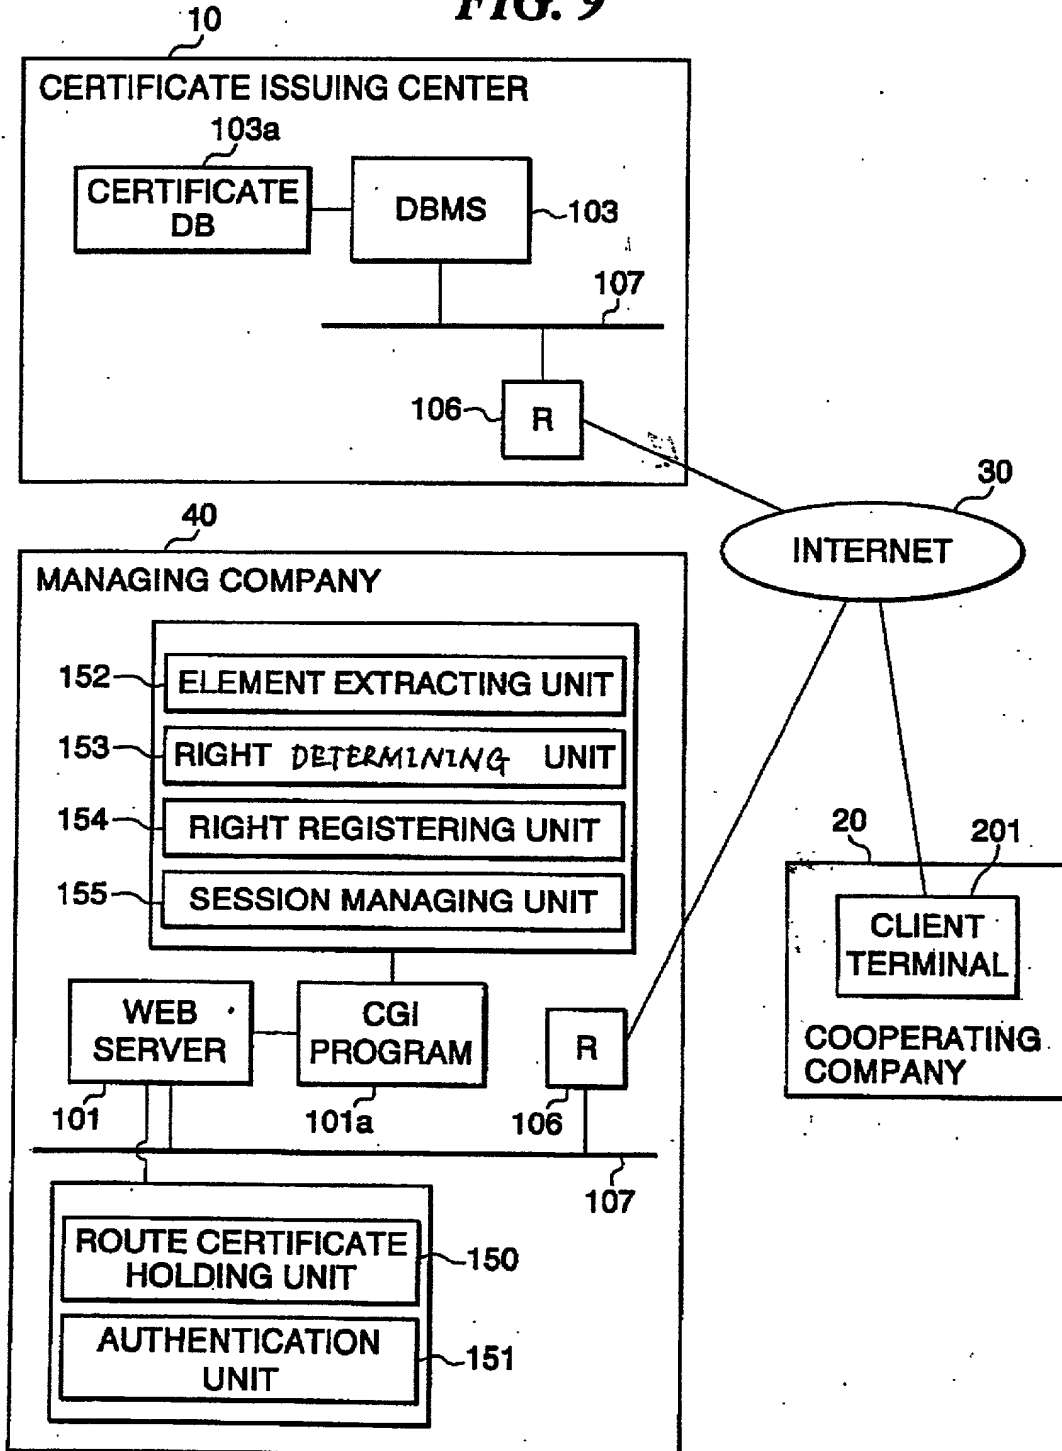 FIG. 9
10
CERTIFICATE ISSUING CENTER
103a
CERTIFICATE
DB
DBMS
103
107
106
R
30
INTERNET
40
MANAGING COMPANY
152
ELEMENT EXTRACTING UNIT
153
RIGHT DETERMINING UNIT
154
RIGHT REGISTERING UNIT
155
SESSION MANAGING UNIT
20
201
CLIENT
TERMINAL
COOPERATING
COMPANY
WEB
SERVER
CGI
PROGRAM
R
101
101a
106
107
ROUTE CERTIFICATE
HOLDING UNIT
150
AUTHENTICATION
UNIT
151